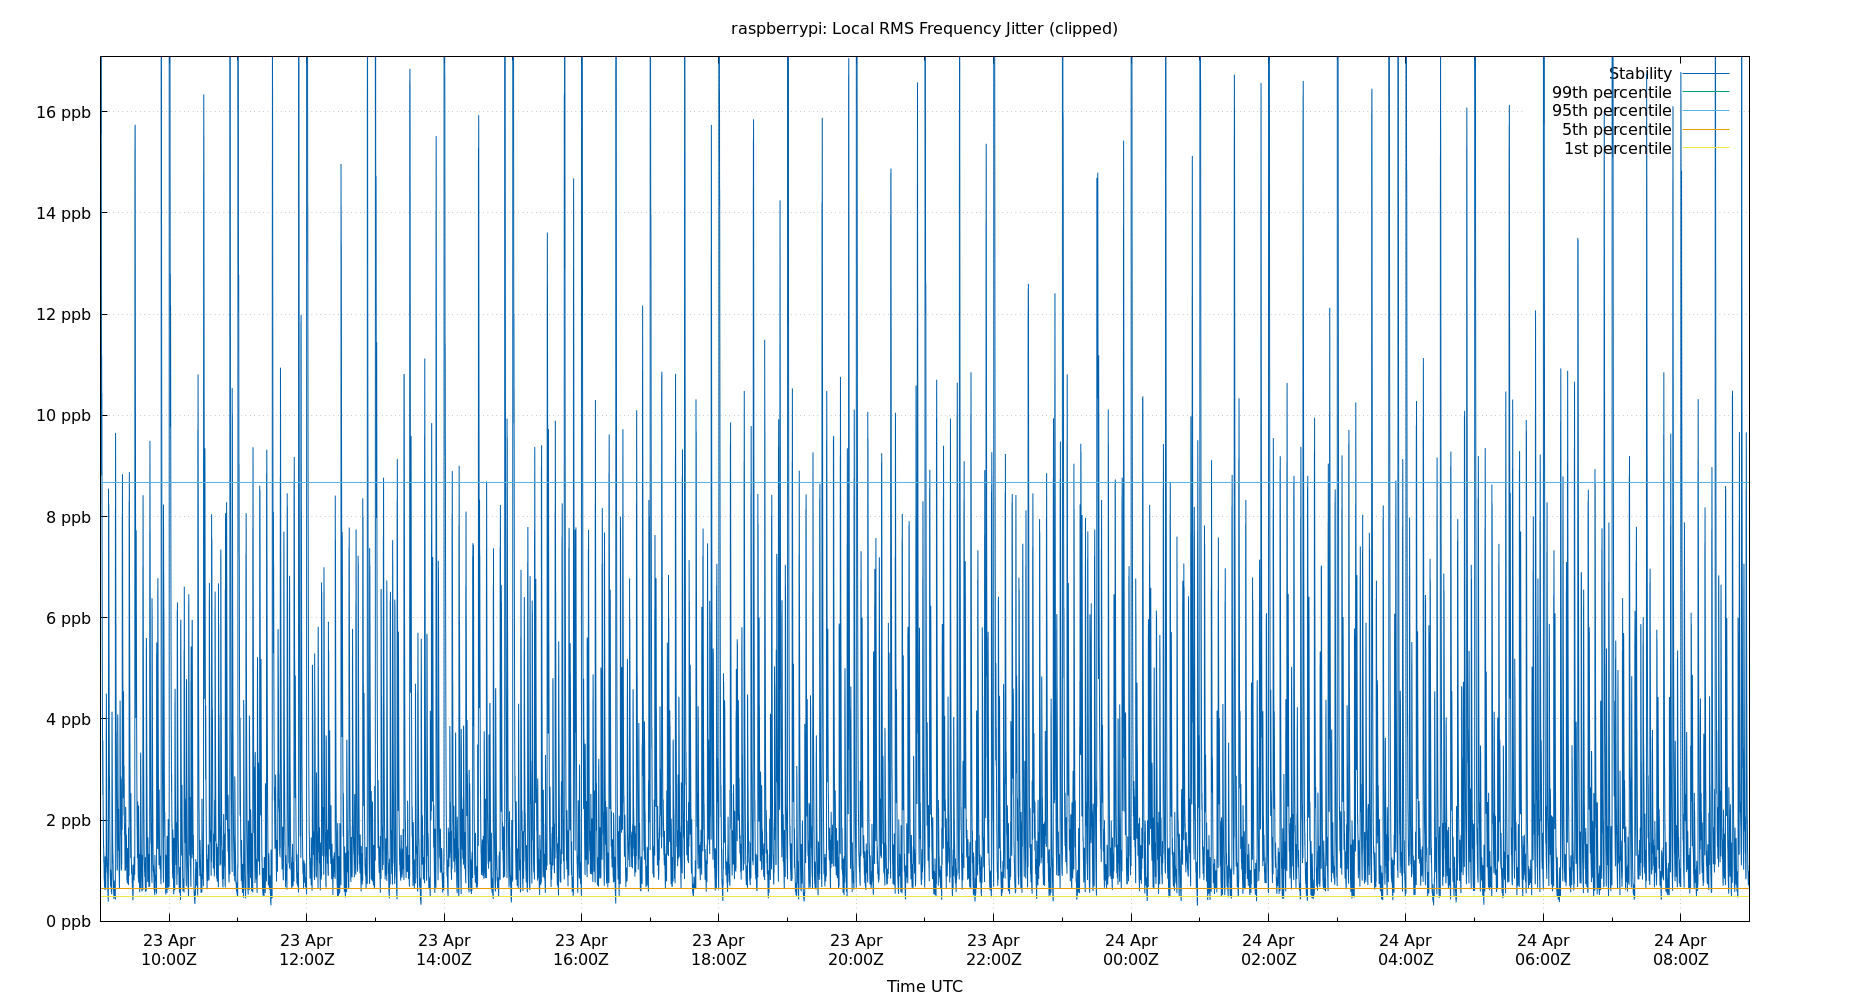 raspberrypi: Local RMS Frequency Jitter (clipped)
Stability
99th percentile
95th percentile
5th percentile
1st percentile
16 ppb
14 ppb
12 ppb
10 ppb
8 ppb
6 ppb
4 ppb
2 ppb
0 ppb
23 Apr 23 Apr 23 Apr 23 Apr 23 Apr 23 Apr 23 Apr 24 Apr 24 Apr 24 Apr 24 Apr 24 Apr
10:00Z 12:00Z 14:00Z 16:00Z 18:00Z 20:00Z 22:00Z 00:00Z 02:00Z 04:00Z 06:00Z 08:00Z
Time UTC